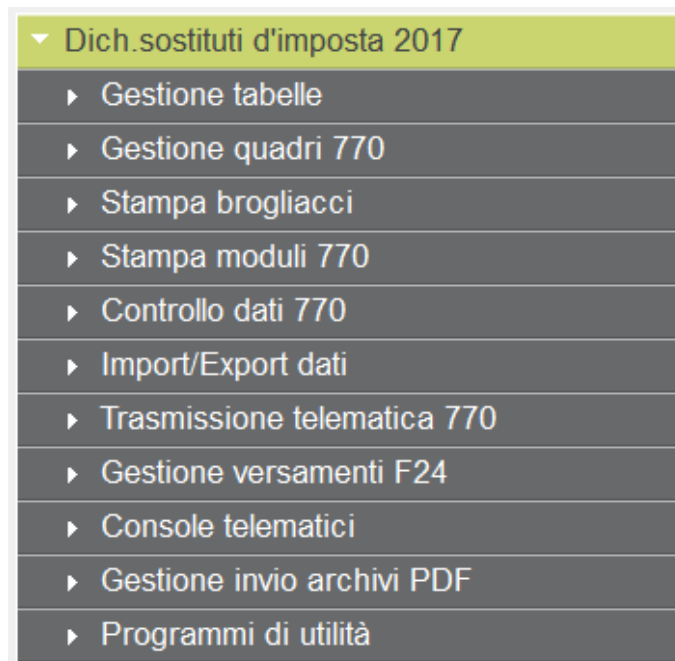 Dich.sostituti d'imposta 2017
Gestione tabelle
Gestione quadri 770
Stampa brogliacci
Stampa moduli 770
Controllo dati 770
Import/Export dati
Trasmissione telematica 770
Gestione versamenti F24
Console telematici
Gestione invio archivi PDF
Programmi di utilità